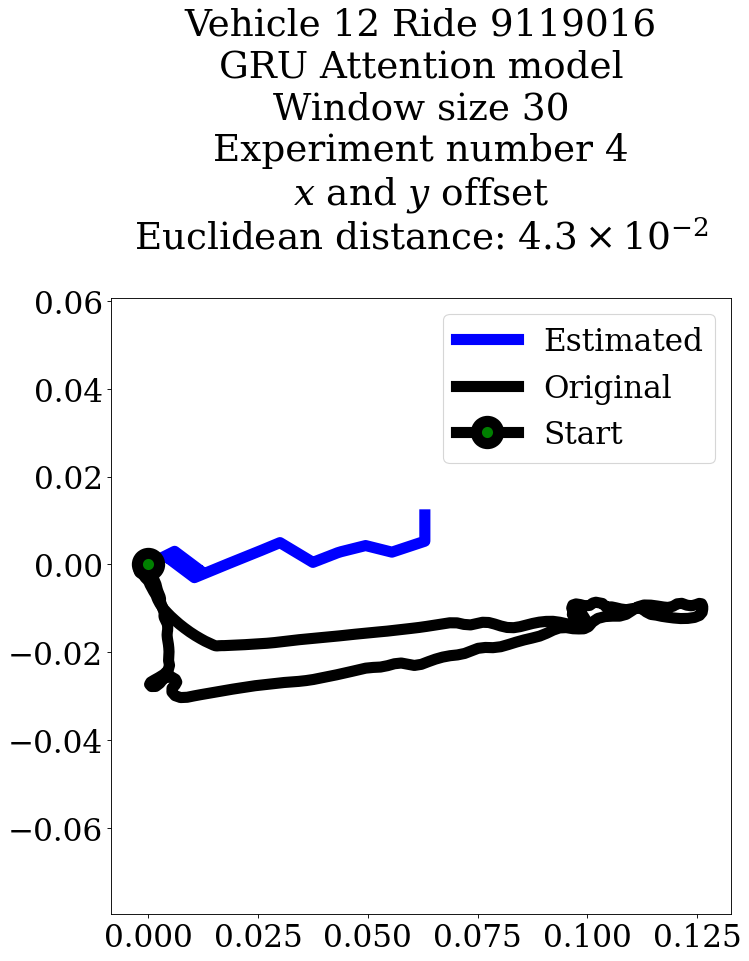 Vehicle 12 Ride 9119016
GRU Attention model
Window size 30
Experiment number 4
x and y offset
Euclidean distance: 4.3 × 10⁻²
0.06
0.04
0.02
0.00
−0.02
−0.04
−0.06
Estimated
Original
Start
0.000 0.025 0.050 0.075 0.100 0.125